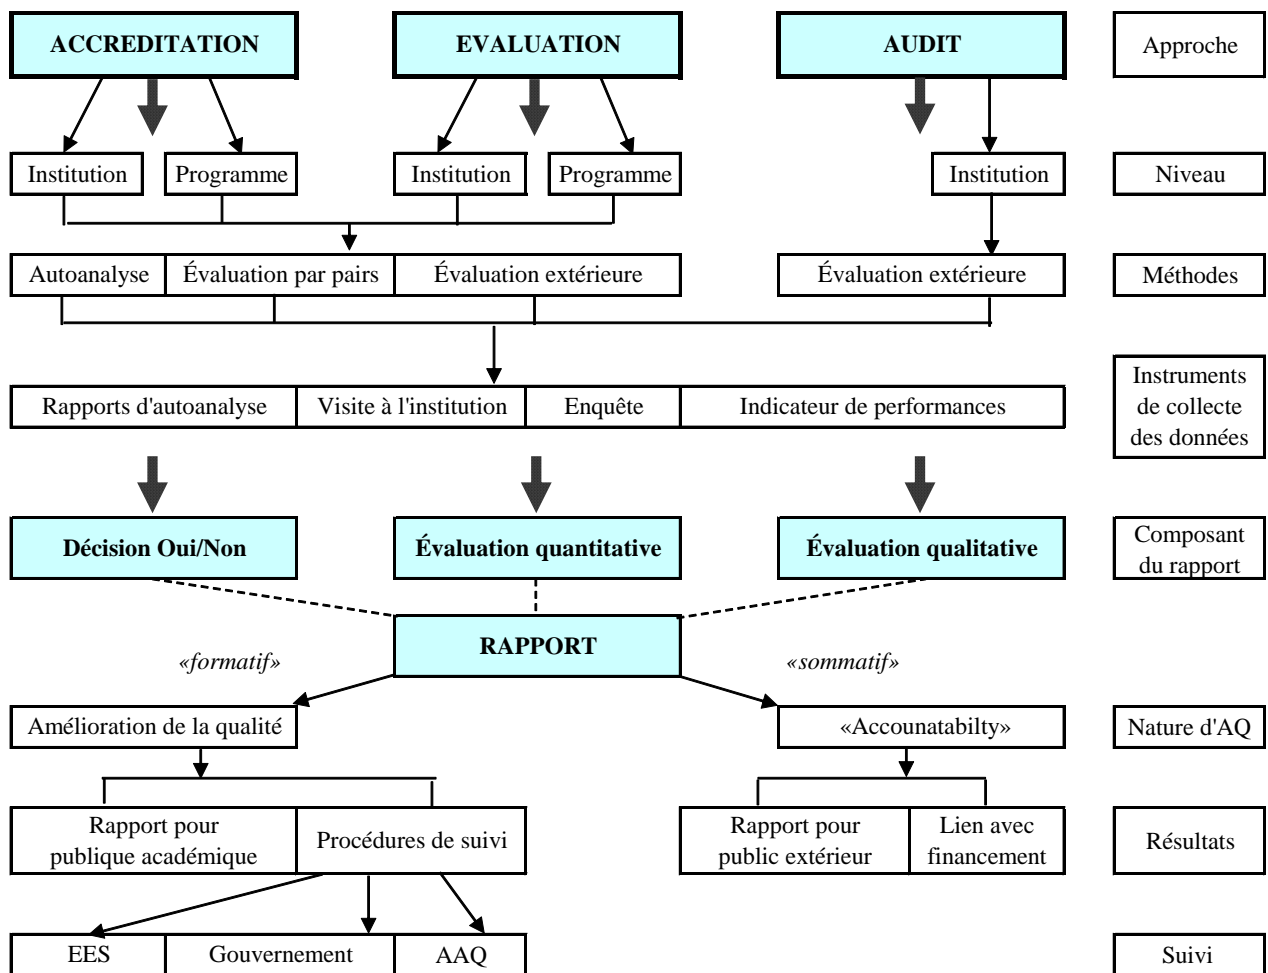 ACCREDITATION
EVALUATION
AUDIT
Approche
Institution
Programme
Institution
Programme
Institution
Niveau
Autoanalyse
Évaluation par pairs
Évaluation extérieure
Évaluation extérieure
Méthodes
Rapports d'autoanalyse
Visite à l'institution
Enquête
Indicateur de performances
Instruments
de collecte
des données
Décision Oui/Non
Évaluation quantitative
Évaluation qualitative
Composant
du rapport
RAPPORT
«formatif»
«sommatif»
Amélioration de la qualité
«Accounatabilty»
Nature d'AQ
Rapport pour
publique académique
Procédures de suivi
Rapport pour
public extérieur
Lien avec
financement
Résultats
EES
Gouvernement
AAQ
Suivi